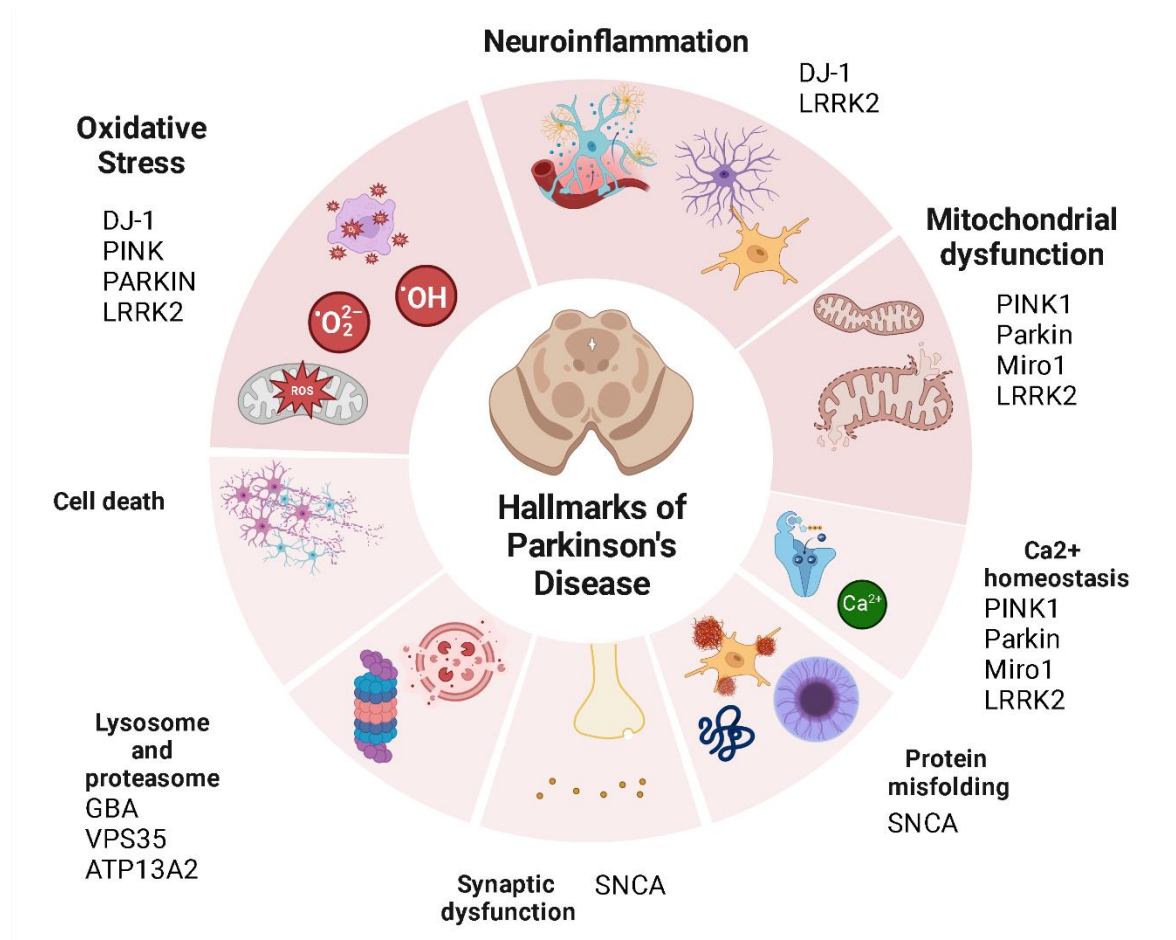 Neuroinflammation
DJ-1
LRRK2
Oxidative
Stress
DJ-1
PINK
PARKIN
LRRK2
Mitochondrial
dysfunction
PINK1
Parkin
Miro1
LRRK2
•OH
•O₂²⁻
ROS
Hallmarks of
Parkinson's
Disease
Cell death
Ca²⁺
Ca2+
homeostasis
PINK1
Parkin
Miro1
LRRK2
Protein
misfolding
SNCA
Lysosome
and
proteasome
GBA
VPS35
ATP13A2
Synaptic
dysfunction
SNCA